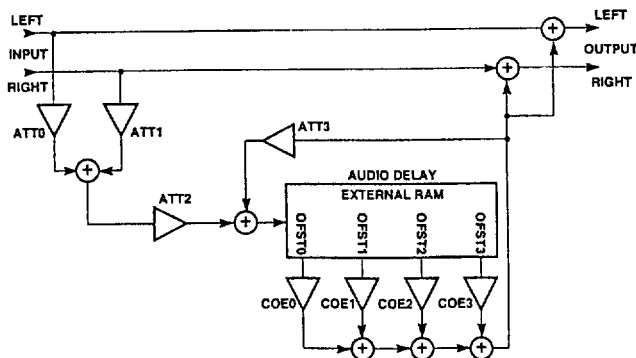 LEFT
LEFT
INPUT
OUTPUT
RIGHT
RIGHT
ATT0
ATT1
ATT3
ATT2
AUDIO DELAY
EXTERNAL RAM
OFST0
OFST1
OFST2
OFST3
COE0
COE1
COE2
COE3